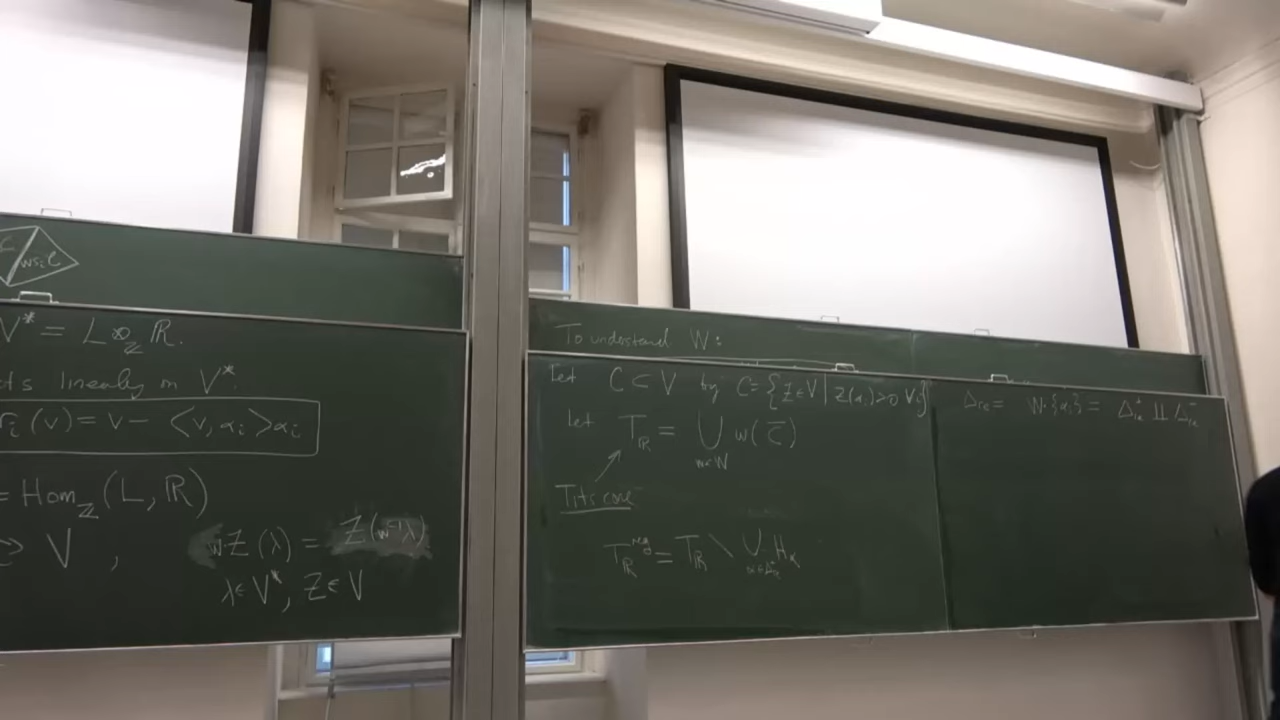 ws_iC
V* = L ⊗_Z R.
ts linearly on V*.
r_i(v) = v - <v, α_i>α_i
= Hom_Z(L, R)
V ,
wZ(λ) = Z(w⁻¹λ)
λ ∈ V*, Z ∈ V
To understand W:
Let C ⊂ V by C = {Z ∈ V | Z(α_i) > 0 ∀i}
let T_R = ⋃_{w∈W} w(C̄)
Tits cone
T_R^reg = T_R \ ⋃_{α∈Δ_re^+} H_α
Δ_re = W·{α_i} = Δ_re^+ ⨿ Δ_re^-